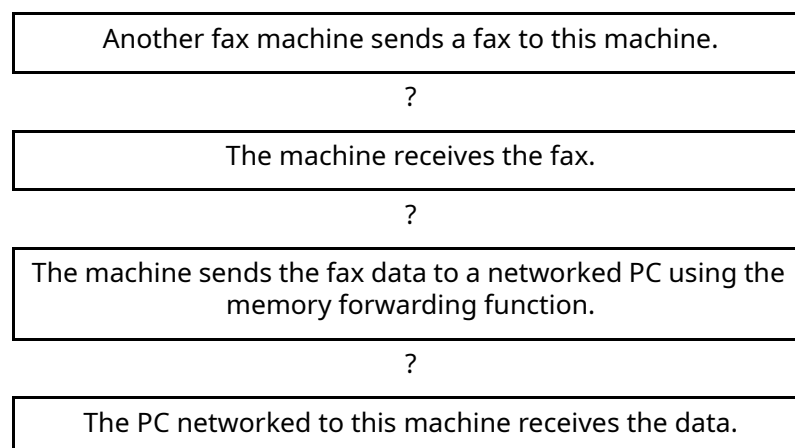 Another fax machine sends a fax to this machine.
?
The machine receives the fax.
?
The machine sends the fax data to a networked PC using the
memory forwarding function.
?
The PC networked to this machine receives the data.